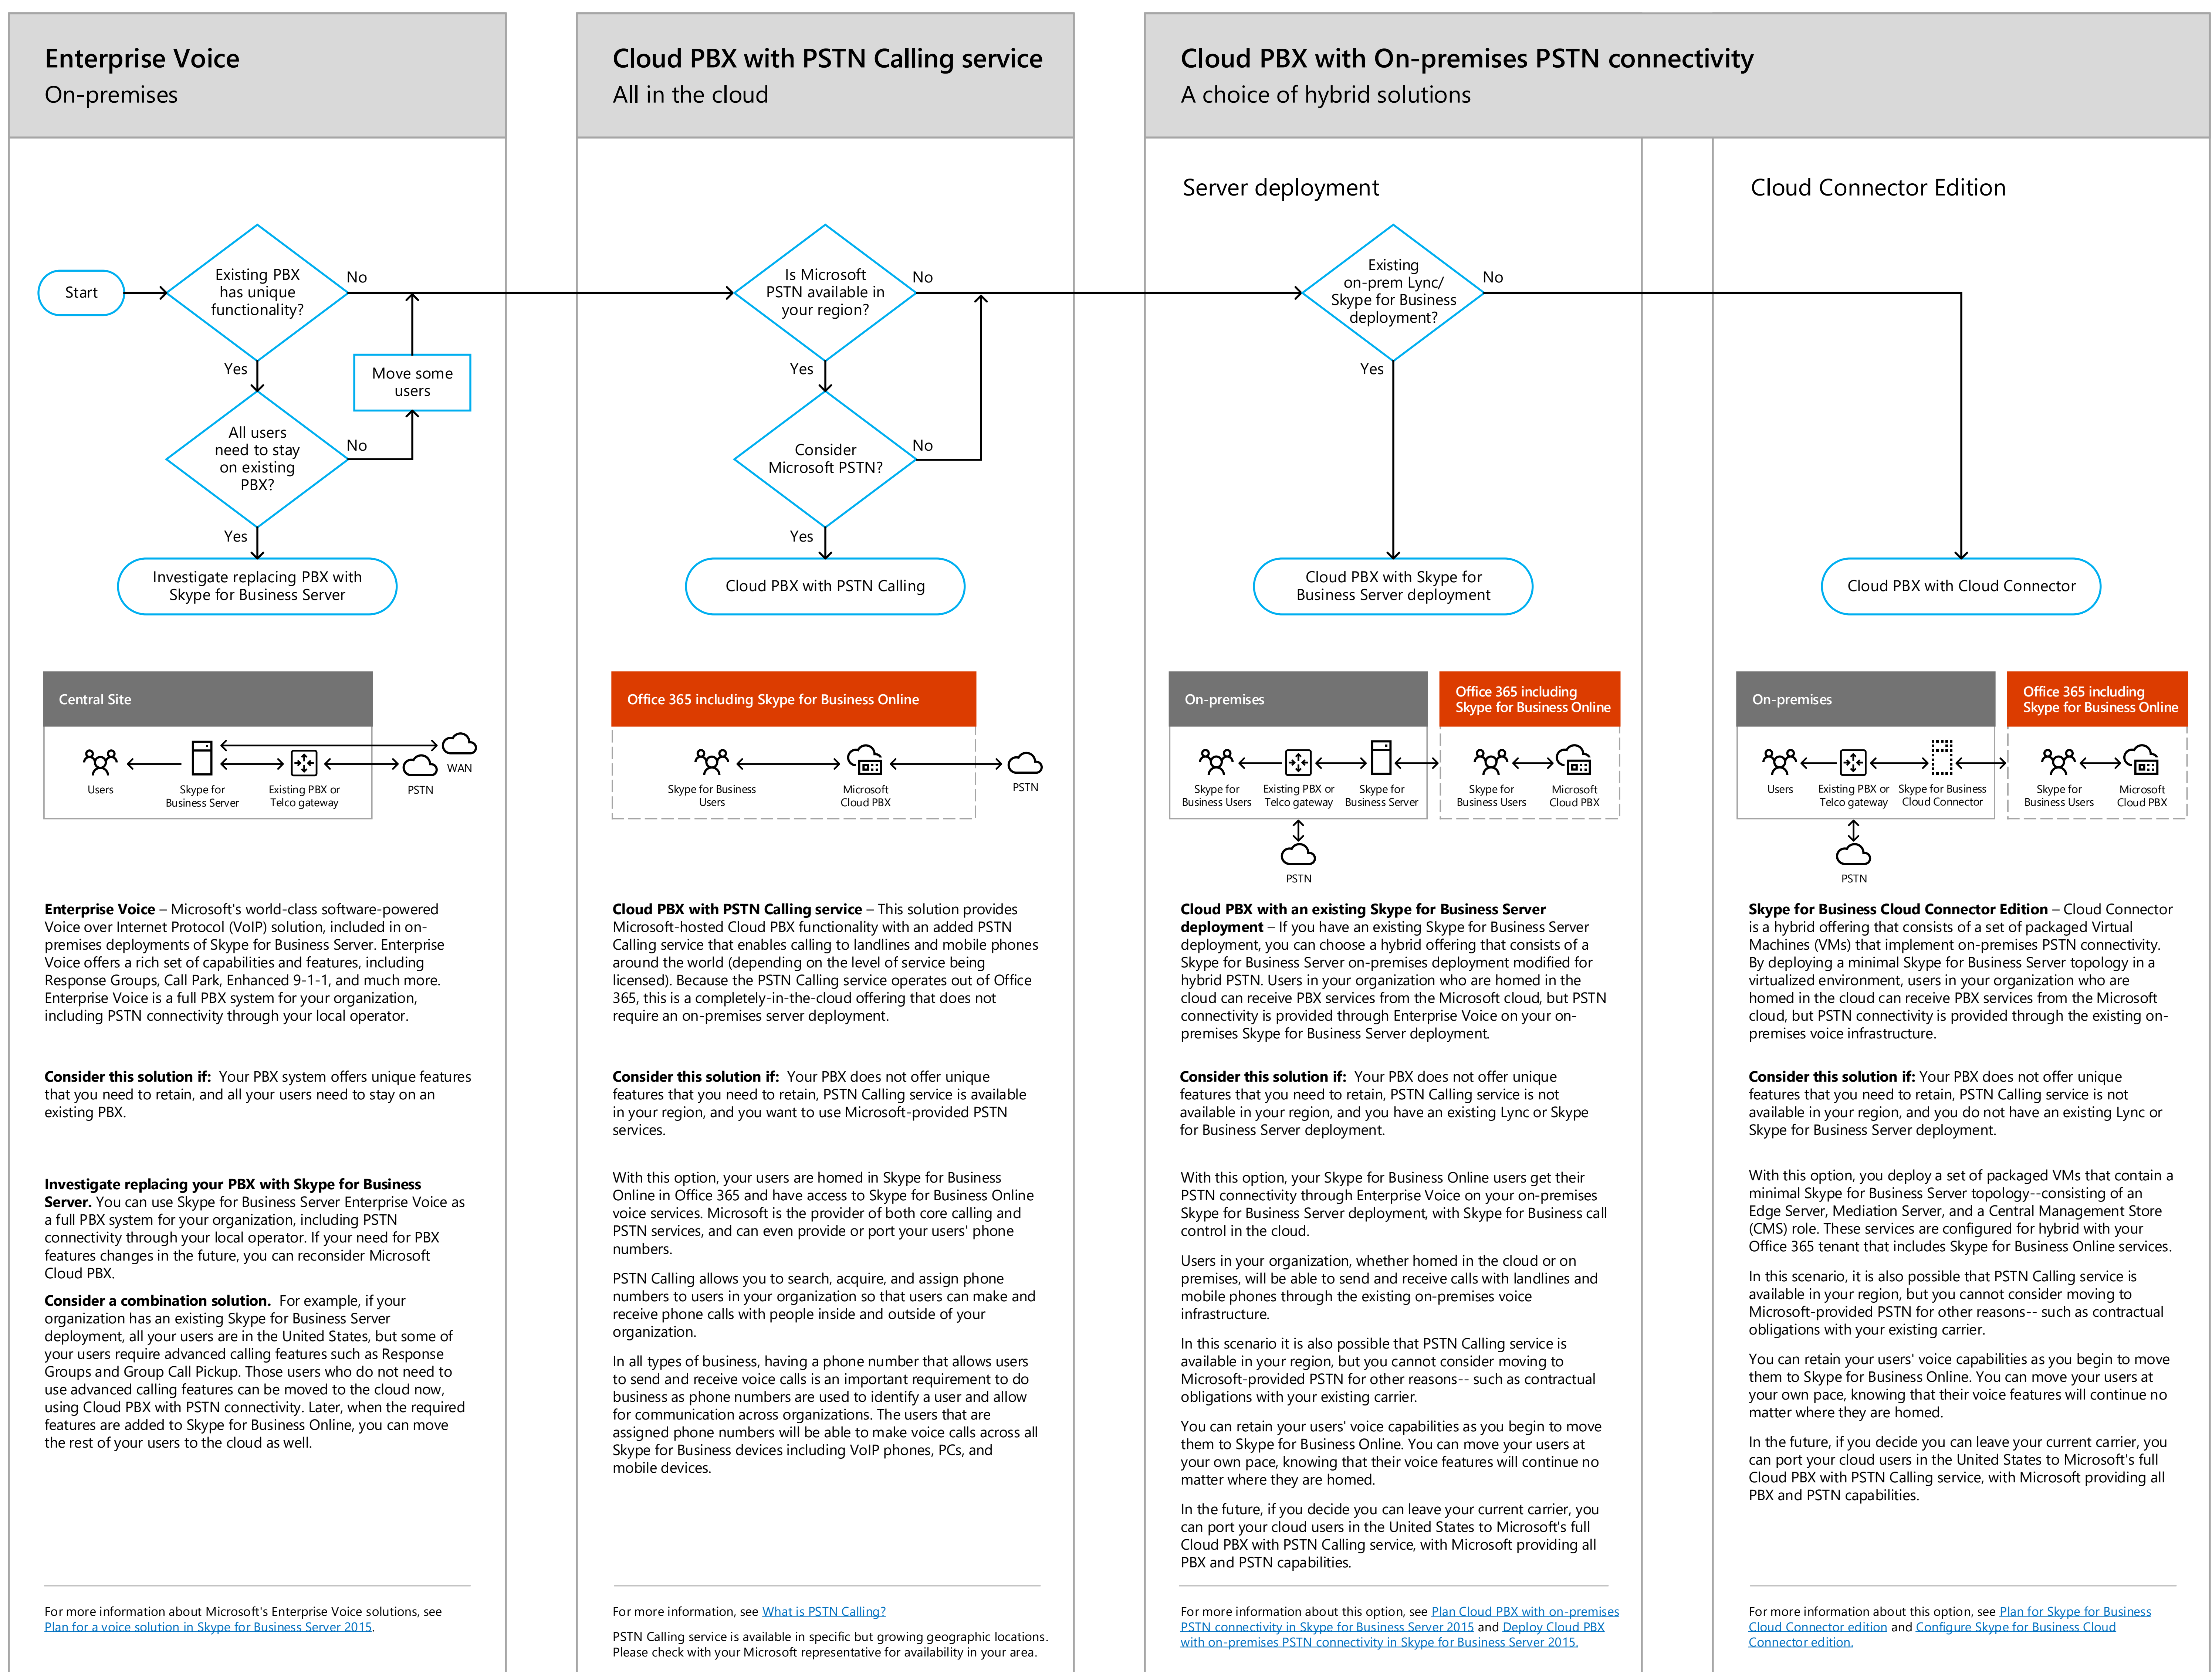 Enterprise Voice
On-premises
Start
Existing PBX
has unique
functionality?
No
Yes
Move some
users
All users
need to stay
on existing
PBX?
No
Yes
Investigate replacing PBX with
Skype for Business Server
Central Site
Users
Skype for
Business Server
Existing PBX or
Telco gateway
WAN
PSTN
Enterprise Voice – Microsoft's world-class software-powered
Voice over Internet Protocol (VoIP) solution, included in on-
premises deployments of Skype for Business Server. Enterprise
Voice offers a rich set of capabilities and features, including
Response Groups, Call Park, Enhanced 9-1-1, and much more.
Enterprise Voice is a full PBX system for your organization,
including PSTN connectivity through your local operator.
Consider this solution if:  Your PBX system offers unique features
that you need to retain, and all your users need to stay on an
existing PBX.
Investigate replacing your PBX with Skype for Business
Server. You can use Skype for Business Server Enterprise Voice as
a full PBX system for your organization, including PSTN
connectivity through your local operator. If your need for PBX
features changes in the future, you can reconsider Microsoft
Cloud PBX.
Consider a combination solution.  For example, if your
organization has an existing Skype for Business Server
deployment, all your users are in the United States, but some of
your users require advanced calling features such as Response
Groups and Group Call Pickup. Those users who do not need to
use advanced calling features can be moved to the cloud now,
using Cloud PBX with PSTN connectivity. Later, when the required
features are added to Skype for Business Online, you can move
the rest of your users to the cloud as well.
For more information about Microsoft's Enterprise Voice solutions, see
Plan for a voice solution in Skype for Business Server 2015.
Cloud PBX with PSTN Calling service
All in the cloud
Is Microsoft
PSTN available in
your region?
No
Yes
Consider
Microsoft PSTN?
No
Yes
Cloud PBX with PSTN Calling
Office 365 including Skype for Business Online
Skype for Business
Users
Microsoft
Cloud PBX
PSTN
Cloud PBX with PSTN Calling service – This solution provides
Microsoft-hosted Cloud PBX functionality with an added PSTN
Calling service that enables calling to landlines and mobile phones
around the world (depending on the level of service being
licensed). Because the PSTN Calling service operates out of Office
365, this is a completely-in-the-cloud offering that does not
require an on-premises server deployment.
Consider this solution if:  Your PBX does not offer unique
features that you need to retain, PSTN Calling service is available
in your region, and you want to use Microsoft-provided PSTN
services.
With this option, your users are homed in Skype for Business
Online in Office 365 and have access to Skype for Business Online
voice services. Microsoft is the provider of both core calling and
PSTN services, and can even provide or port your users' phone
numbers.
PSTN Calling allows you to search, acquire, and assign phone
numbers to users in your organization so that users can make and
receive phone calls with people inside and outside of your
organization.
In all types of business, having a phone number that allows users
to send and receive voice calls is an important requirement to do
business as phone numbers are used to identify a user and allow
for communication across organizations. The users that are
assigned phone numbers will be able to make voice calls across all
Skype for Business devices including VoIP phones, PCs, and
mobile devices.
For more information, see What is PSTN Calling?
PSTN Calling service is available in specific but growing geographic locations.
Please check with your Microsoft representative for availability in your area.
Cloud PBX with On-premises PSTN connectivity
A choice of hybrid solutions
Server deployment
Existing
on-prem Lync/
Skype for Business
deployment?
No
Yes
Cloud PBX with Skype for
Business Server deployment
On-premises
Office 365 including
Skype for Business Online
Skype for
Business Users
Existing PBX or
Telco gateway
Skype for
Business Server
Skype for
Business Users
Microsoft
Cloud PBX
PSTN
Cloud PBX with an existing Skype for Business Server
deployment – If you have an existing Skype for Business Server
deployment, you can choose a hybrid offering that consists of a
Skype for Business Server on-premises deployment modified for
hybrid PSTN. Users in your organization who are homed in the
cloud can receive PBX services from the Microsoft cloud, but PSTN
connectivity is provided through Enterprise Voice on your on-
premises Skype for Business Server deployment.
Consider this solution if:  Your PBX does not offer unique
features that you need to retain, PSTN Calling service is not
available in your region, and you have an existing Lync or Skype
for Business Server deployment.
With this option, your Skype for Business Online users get their
PSTN connectivity through Enterprise Voice on your on-premises
Skype for Business Server deployment, with Skype for Business call
control in the cloud.
Users in your organization, whether homed in the cloud or on
premises, will be able to send and receive calls with landlines and
mobile phones through the existing on-premises voice
infrastructure.
In this scenario it is also possible that PSTN Calling service is
available in your region, but you cannot consider moving to
Microsoft-provided PSTN for other reasons-- such as contractual
obligations with your existing carrier.
You can retain your users' voice capabilities as you begin to move
them to Skype for Business Online. You can move your users at
your own pace, knowing that their voice features will continue no
matter where they are homed.
In the future, if you decide you can leave your current carrier, you
can port your cloud users in the United States to Microsoft's full
Cloud PBX with PSTN Calling service, with Microsoft providing all
PBX and PSTN capabilities.
For more information about this option, see Plan Cloud PBX with on-premises
PSTN connectivity in Skype for Business Server 2015 and Deploy Cloud PBX
with on-premises PSTN connectivity in Skype for Business Server 2015.
Cloud Connector Edition
Cloud PBX with Cloud Connector
On-premises
Office 365 including
Skype for Business Online
Users
Existing PBX or
Telco gateway
Skype for Business
Cloud Connector
Skype for
Business Users
Microsoft
Cloud PBX
PSTN
Skype for Business Cloud Connector Edition – Cloud Connector
is a hybrid offering that consists of a set of packaged Virtual
Machines (VMs) that implement on-premises PSTN connectivity.
By deploying a minimal Skype for Business Server topology in a
virtualized environment, users in your organization who are
homed in the cloud can receive PBX services from the Microsoft
cloud, but PSTN connectivity is provided through the existing on-
premises voice infrastructure.
Consider this solution if: Your PBX does not offer unique
features that you need to retain, PSTN Calling service is not
available in your region, and you do not have an existing Lync or
Skype for Business Server deployment.
With this option, you deploy a set of packaged VMs that contain a
minimal Skype for Business Server topology--consisting of an
Edge Server, Mediation Server, and a Central Management Store
(CMS) role. These services are configured for hybrid with your
Office 365 tenant that includes Skype for Business Online services.
In this scenario, it is also possible that PSTN Calling service is
available in your region, but you cannot consider moving to
Microsoft-provided PSTN for other reasons-- such as contractual
obligations with your existing carrier.
You can retain your users' voice capabilities as you begin to move
them to Skype for Business Online. You can move your users at
your own pace, knowing that their voice features will continue no
matter where they are homed.
In the future, if you decide you can leave your current carrier, you
can port your cloud users in the United States to Microsoft's full
Cloud PBX with PSTN Calling service, with Microsoft providing all
PBX and PSTN capabilities.
For more information about this option, see Plan for Skype for Business
Cloud Connector edition and Configure Skype for Business Cloud
Connector edition.